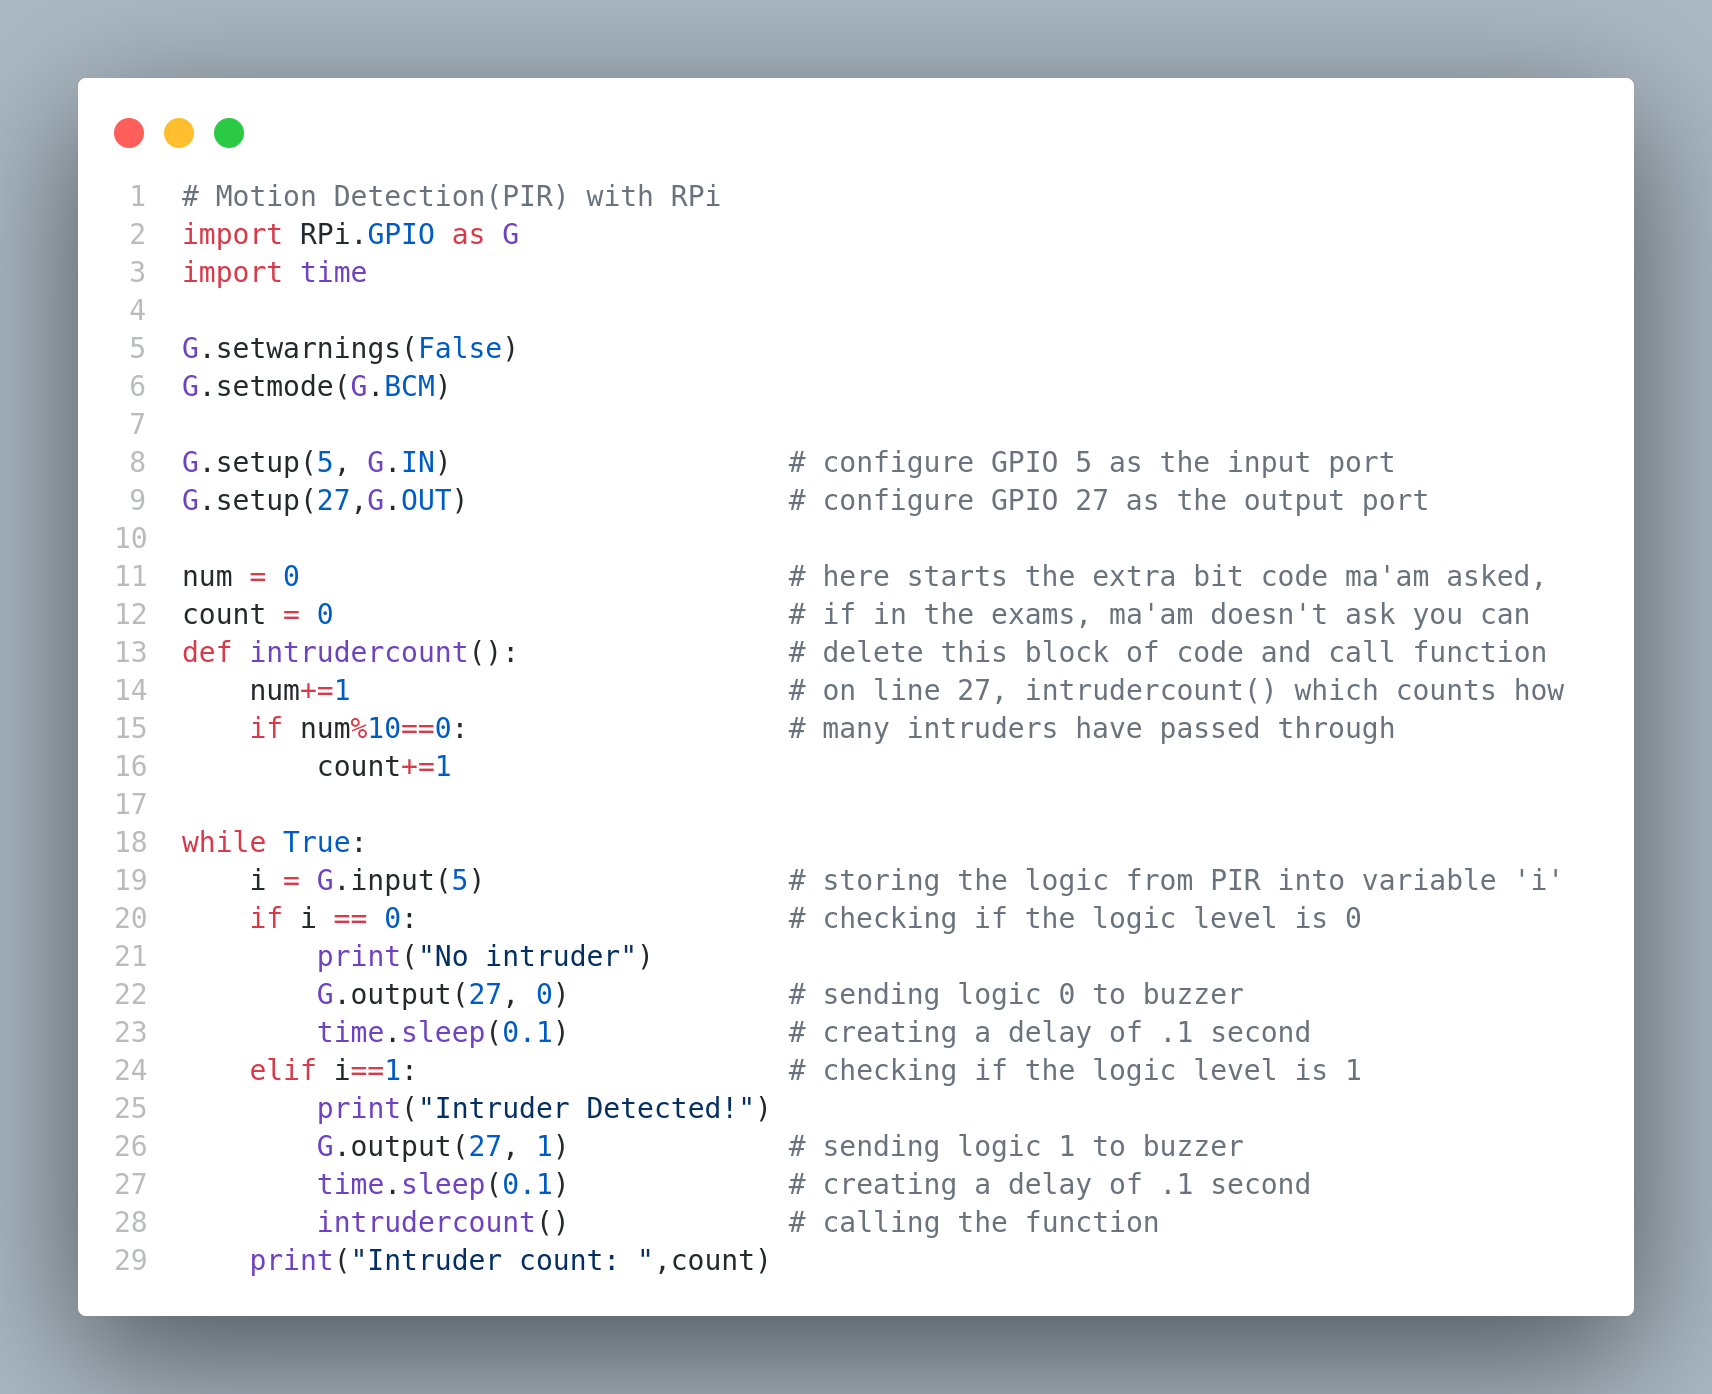 1 # Motion Detection(PIR) with RPi
2 import RPi.GPIO as G
3 import time
4
5 G.setwarnings(False)
6 G.setmode(G.BCM)
7
8 G.setup(5, G.IN)                    # configure GPIO 5 as the input port
9 G.setup(27,G.OUT)                   # configure GPIO 27 as the output port
10
11 num = 0                             # here starts the extra bit code ma'am asked,
12 count = 0                           # if in the exams, ma'am doesn't ask you can
13 def intrudercount():                # delete this block of code and call function
14     num+=1                          # on line 27, intrudercount() which counts how
15     if num%10==0:                   # many intruders have passed through
16         count+=1
17
18 while True:
19     i = G.input(5)                  # storing the logic from PIR into variable 'i'
20     if i == 0:                      # checking if the logic level is 0
21         print("No intruder")
22         G.output(27, 0)             # sending logic 0 to buzzer
23         time.sleep(0.1)             # creating a delay of .1 second
24     elif i==1:                      # checking if the logic level is 1
25         print("Intruder Detected!")
26         G.output(27, 1)             # sending logic 1 to buzzer
27         time.sleep(0.1)             # creating a delay of .1 second
28         intrudercount()             # calling the function
29     print("Intruder count: ",count)